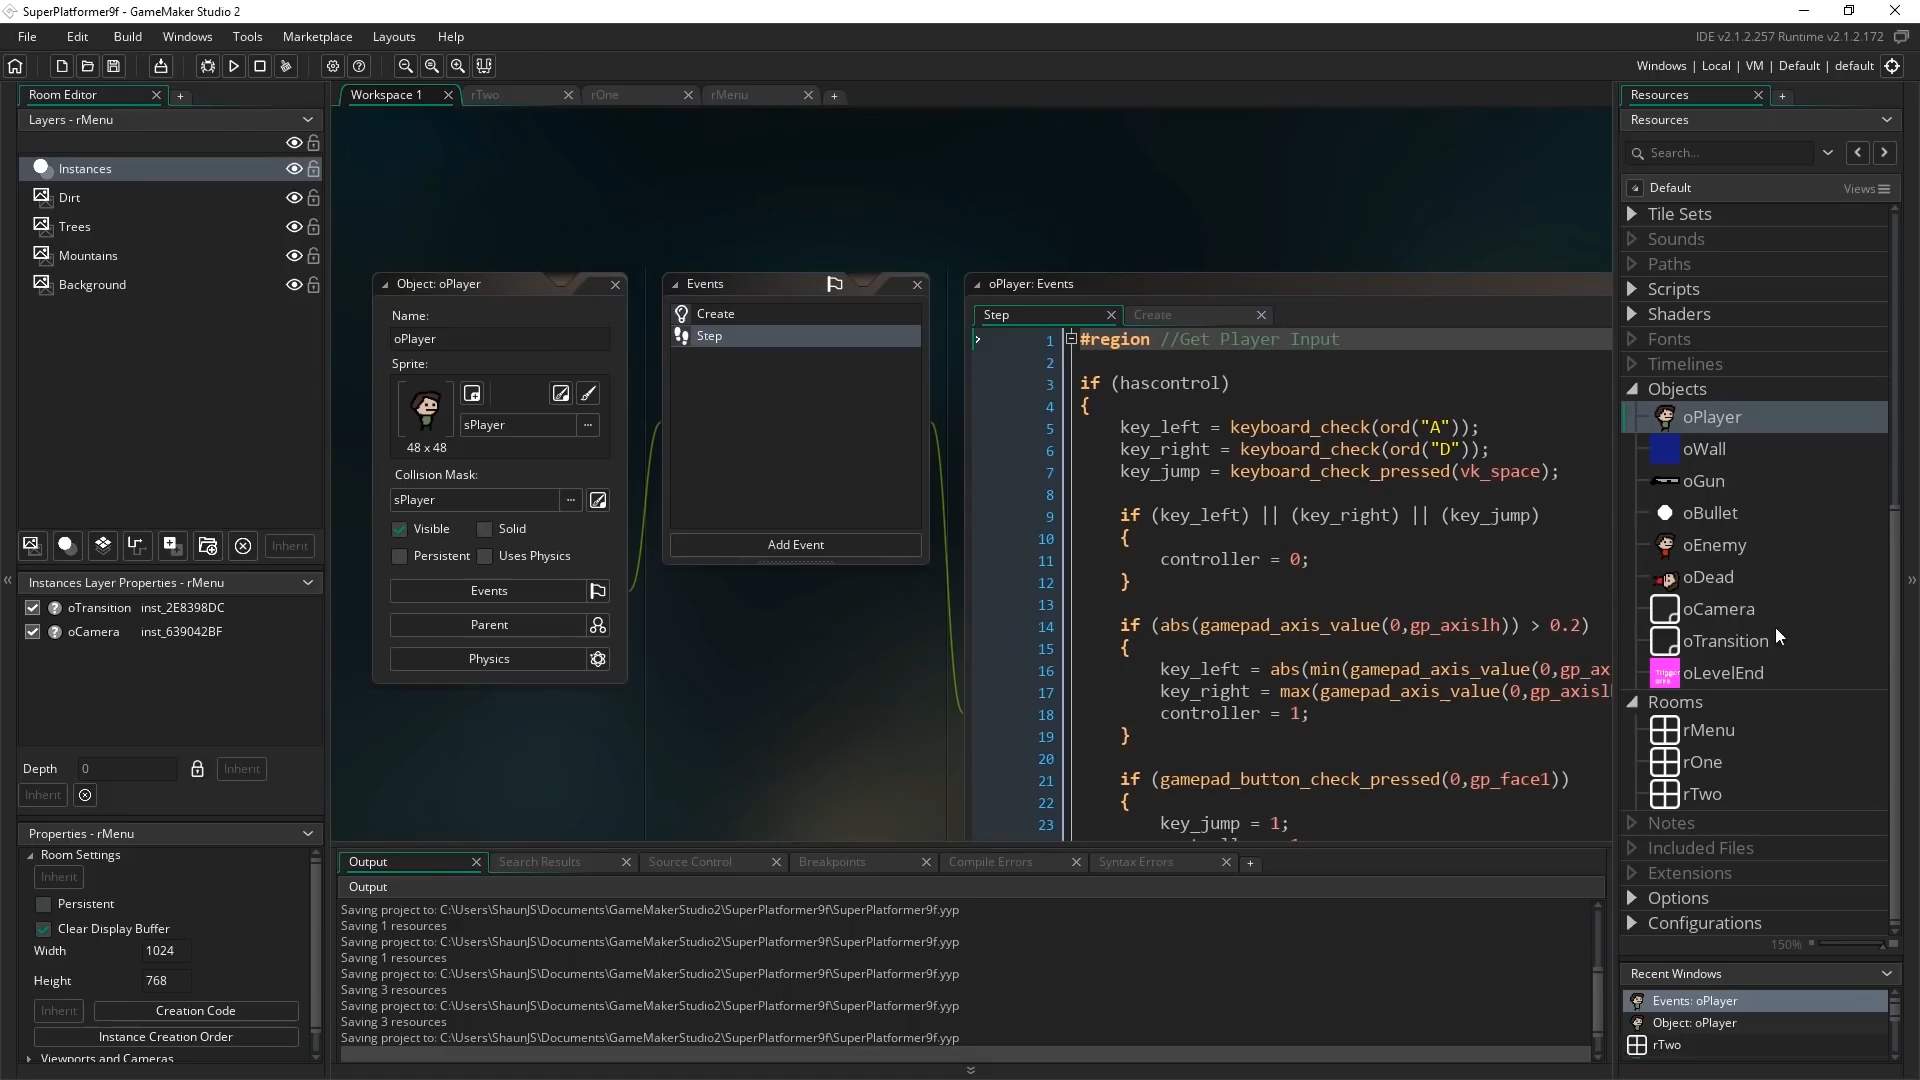 SuperPlatformer9f - GameMaker Studio 2
File Edit Build Windows Tools Marketplace Layouts Help
IDE v2.1.2.257 Runtime v2.1.2.172
Windows | Local | VM | Default | default
Room Editor
Layers - rMenu
Instances
Dirt
Trees
Mountains
Background
Inherit
Instances Layer Properties - rMenu
oTransition inst_2E8398DC
oCamera inst_639042BF
Depth 0 Inherit
Inherit
Properties - rMenu
Room Settings
Inherit
Persistent
Clear Display Buffer
Width 1024
Height 768
Inherit Creation Code
Instance Creation Order
Viewports and Cameras
Workspace 1 rTwo rOne rMenu
Object: oPlayer
Name:
oPlayer
Sprite:
sPlayer
48 x 48
Collision Mask:
sPlayer
Visible Solid
Persistent Uses Physics
Events
Parent
Physics
Events
Create
Step
Add Event
oPlayer: Events
Step Create
1 #region //Get Player Input
2
3 if (hascontrol)
4 {
5 key_left = keyboard_check(ord("A"));
6 key_right = keyboard_check(ord("D"));
7 key_jump = keyboard_check_pressed(vk_space);
8
9 if (key_left) || (key_right) || (key_jump)
10 {
11 controller = 0;
12 }
13
14 if (abs(gamepad_axis_value(0,gp_axislh)) > 0.2)
15 {
16 key_left = abs(min(gamepad_axis_value(0,gp_ax
17 key_right = max(gamepad_axis_value(0,gp_axisl
18 controller = 1;
19 }
20
21 if (gamepad_button_check_pressed(0,gp_face1))
22 {
23 key_jump = 1;
Output Search Results Source Control Breakpoints Compile Errors Syntax Errors
Output
Saving project to: C:\Users\ShaunJS\Documents\GameMakerStudio2\SuperPlatformer9f\SuperPlatformer9f.yyp
Saving 1 resources
Saving project to: C:\Users\ShaunJS\Documents\GameMakerStudio2\SuperPlatformer9f\SuperPlatformer9f.yyp
Saving 1 resources
Saving project to: C:\Users\ShaunJS\Documents\GameMakerStudio2\SuperPlatformer9f\SuperPlatformer9f.yyp
Saving 3 resources
Saving project to: C:\Users\ShaunJS\Documents\GameMakerStudio2\SuperPlatformer9f\SuperPlatformer9f.yyp
Saving 3 resources
Saving project to: C:\Users\ShaunJS\Documents\GameMakerStudio2\SuperPlatformer9f\SuperPlatformer9f.yyp
Resources
Resources
Search...
Default Views
Tile Sets
Sounds
Paths
Scripts
Shaders
Fonts
Timelines
Objects
oPlayer
oWall
oGun
oBullet
oEnemy
oDead
oCamera
oTransition
Trigger area oLevelEnd
Rooms
rMenu
rOne
rTwo
Notes
Included Files
Extensions
Options
Configurations
150%
Recent Windows
Events: oPlayer
Object: oPlayer
rTwo